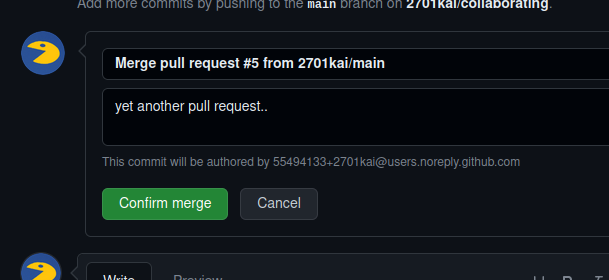 Add more commits by pushing to the main branch on 2701kai/collaborating.
Merge pull request #5 from 2701kai/main
yet another pull request..
This commit will be authored by 55494133+2701kai@users.noreply.github.com
Confirm merge Cancel
Write Preview